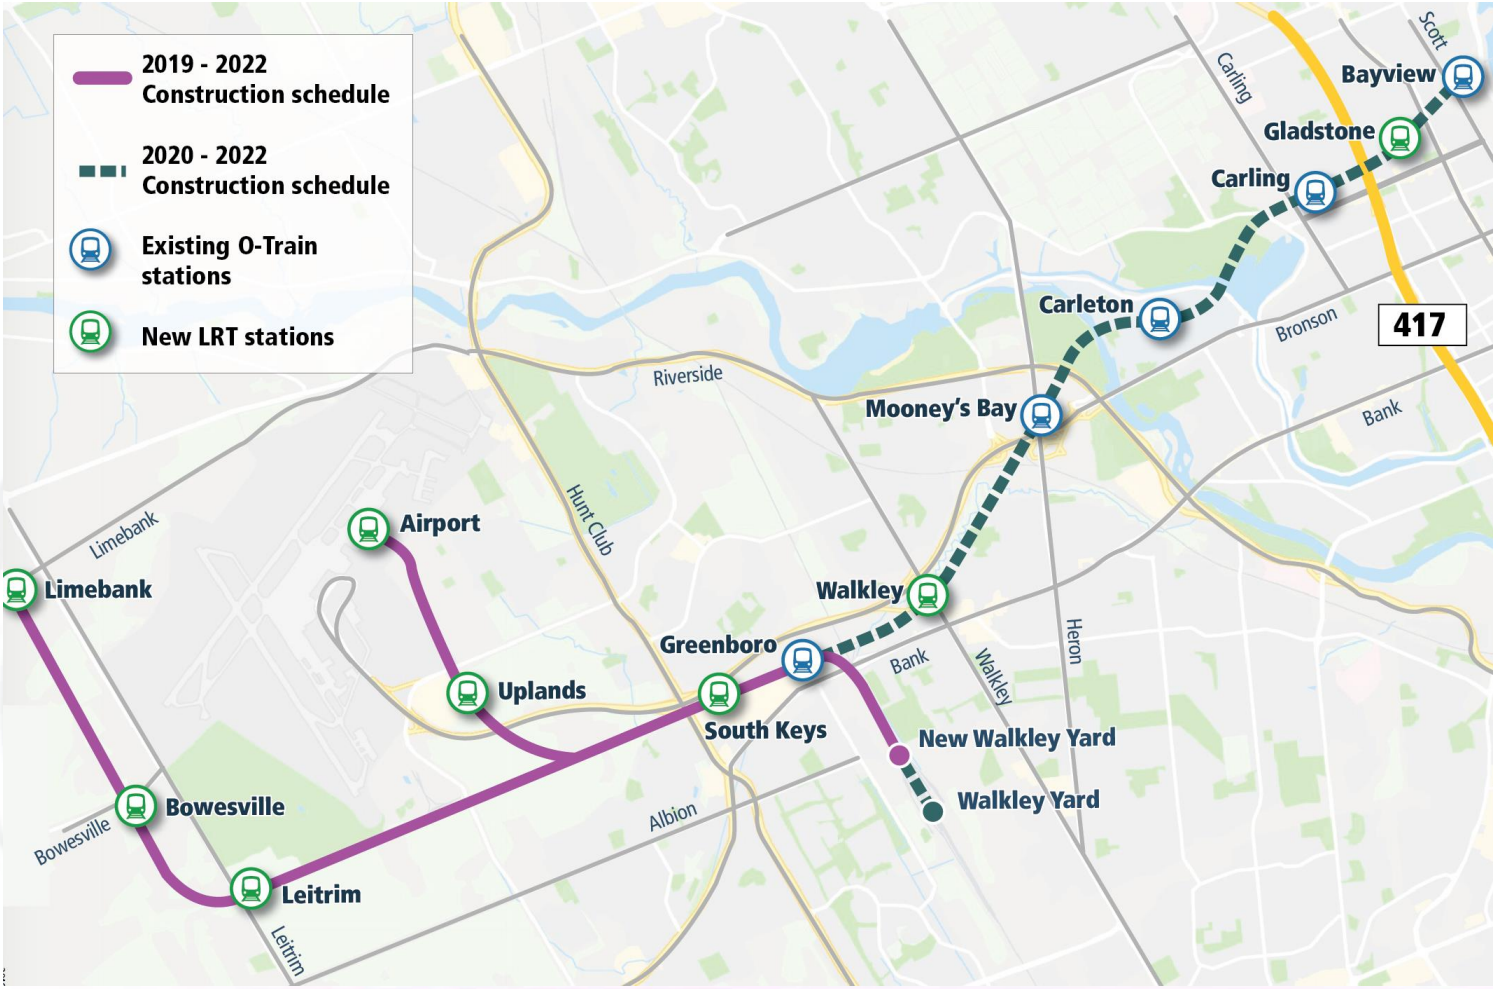 2019 - 2022
Construction schedule
2020 - 2022
Construction schedule
Existing O-Train
stations
New LRT stations
Scott
Bayview
Carling
Gladstone
Carling
Carleton
Bronson
417
Riverside
Mooney's Bay
Bank
Hunt Club
Limebank
Airport
Limebank
Walkley
Greenboro
Bank
Walkley
Heron
Uplands
South Keys
New Walkley Yard
Walkley Yard
Bowesville
Bowesville
Albion
Leitrim
Leitrim